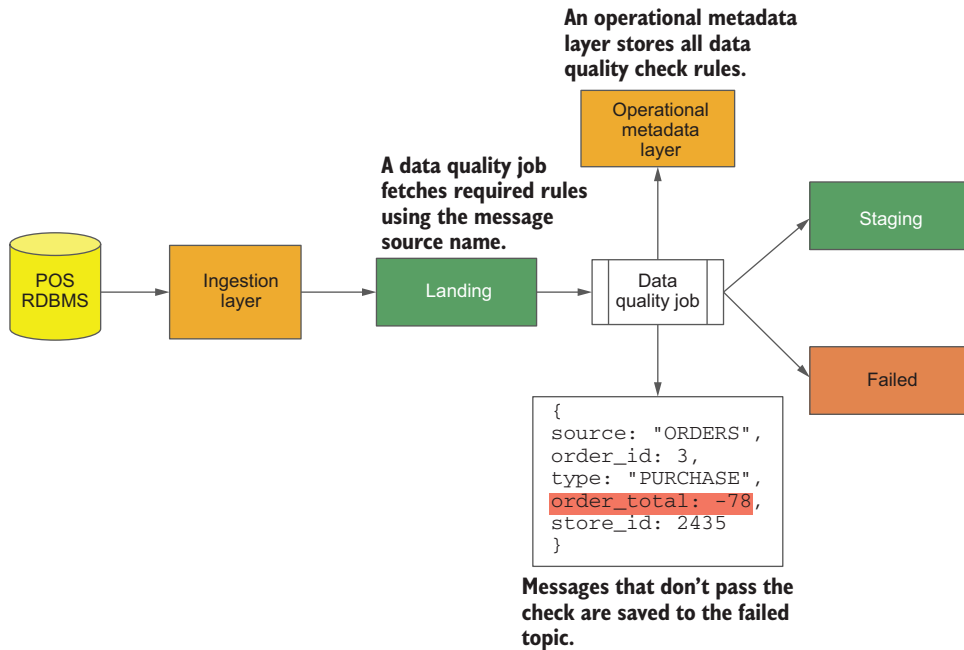 An operational metadata
layer stores all data
quality check rules.
Operational
metadata
layer
A data quality job
fetches required rules
using the message
source name.
Staging
POS
RDBMS
Ingestion
layer
Landing
Data
quality job
Failed
{
source: "ORDERS",
order_id: 3,
type: "PURCHASE",
order_total: -78,
store_id: 2435
}
Messages that don't pass the
check are saved to the failed
topic.